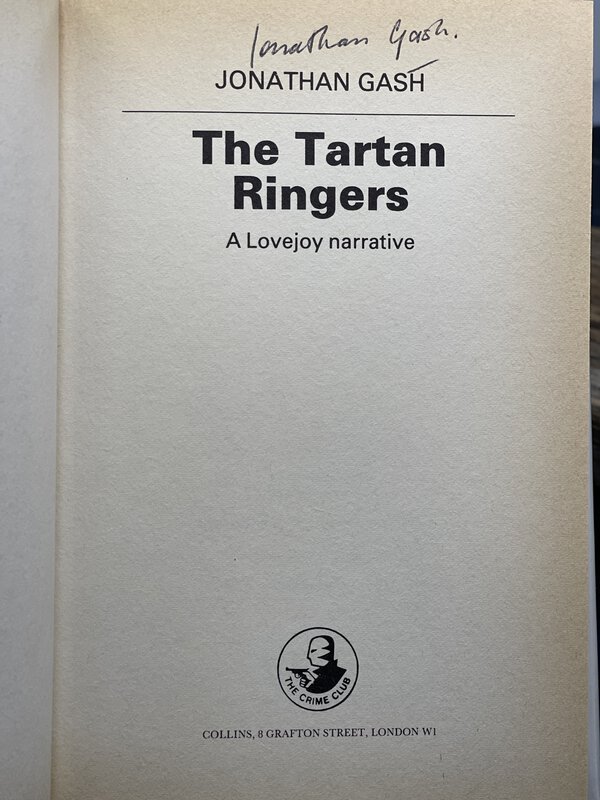 Jonathan Gash.
JONATHAN GASH
The Tartan
Ringers
A Lovejoy narrative
THE CRIME CLUB
COLLINS, 8 GRAFTON STREET, LONDON W1